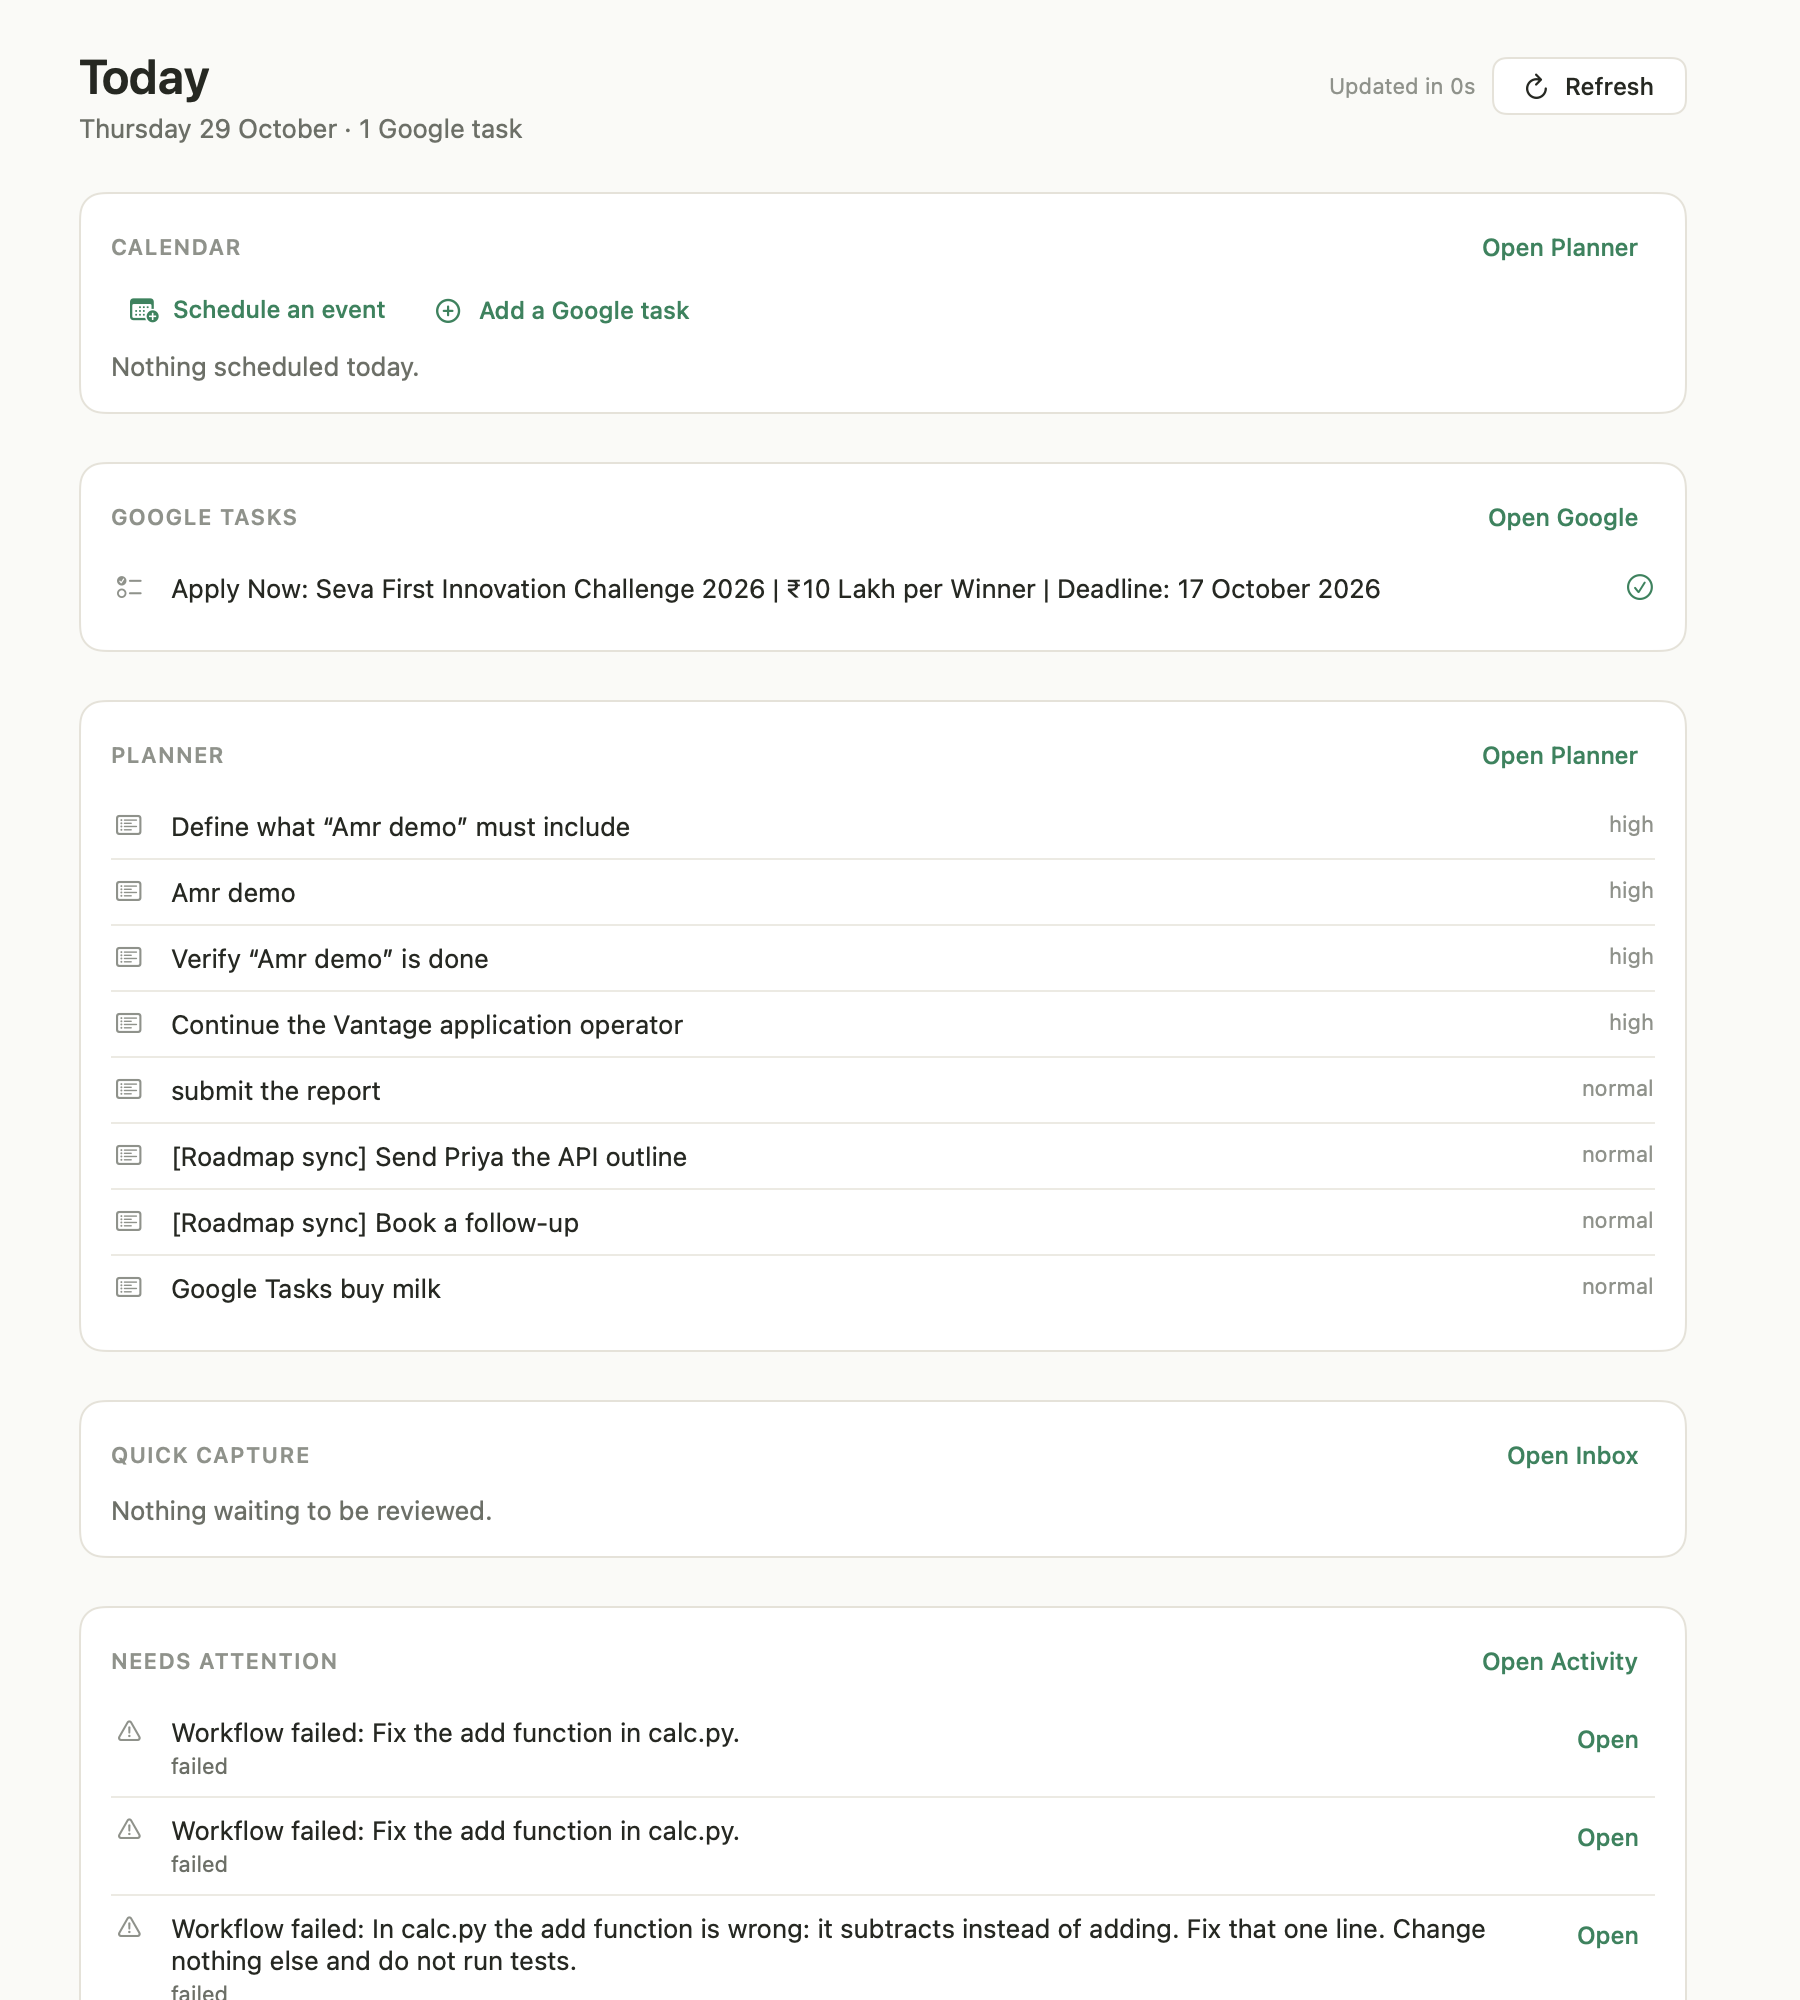 Today
Updated in 0s
Refresh
Thursday 29 October · 1 Google task
CALENDAR
Open Planner
Schedule an event
Add a Google task
Nothing scheduled today.
GOOGLE TASKS
Open Google
Apply Now: Seva First Innovation Challenge 2026 | ₹10 Lakh per Winner | Deadline: 17 October 2026
PLANNER
Open Planner
Define what “Amr demo” must include
high
Amr demo
high
Verify “Amr demo” is done
high
Continue the Vantage application operator
high
submit the report
normal
[Roadmap sync] Send Priya the API outline
normal
[Roadmap sync] Book a follow-up
normal
Google Tasks buy milk
normal
QUICK CAPTURE
Open Inbox
Nothing waiting to be reviewed.
NEEDS ATTENTION
Open Activity
Workflow failed: Fix the add function in calc.py.
Open
failed
Workflow failed: Fix the add function in calc.py.
Open
failed
Workflow failed: In calc.py the add function is wrong: it subtracts instead of adding. Fix that one line. Change
Open
nothing else and do not run tests.
failed